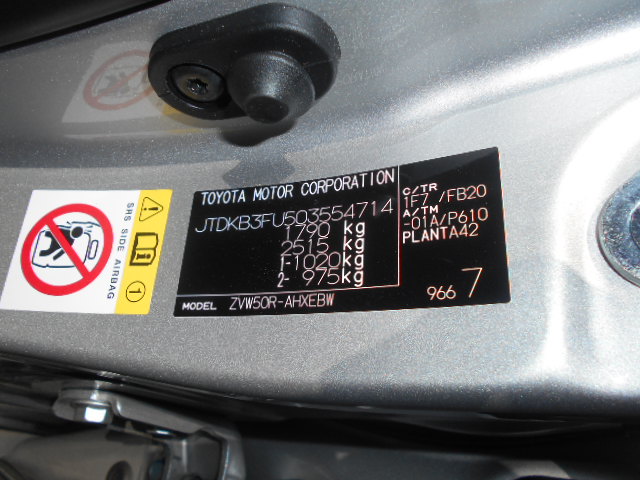 TOYOTA MOTOR CORPORATION
JTDKB3FU503554714
1790 kg
2515 kg
1-1020kg
2- 975kg
MODEL ZVW50R-AHXEBW
C/TR
1F7 /FB20
A/TM
-01A/P610
PLANTA42
966 7
SRS SIDE AIRBAG